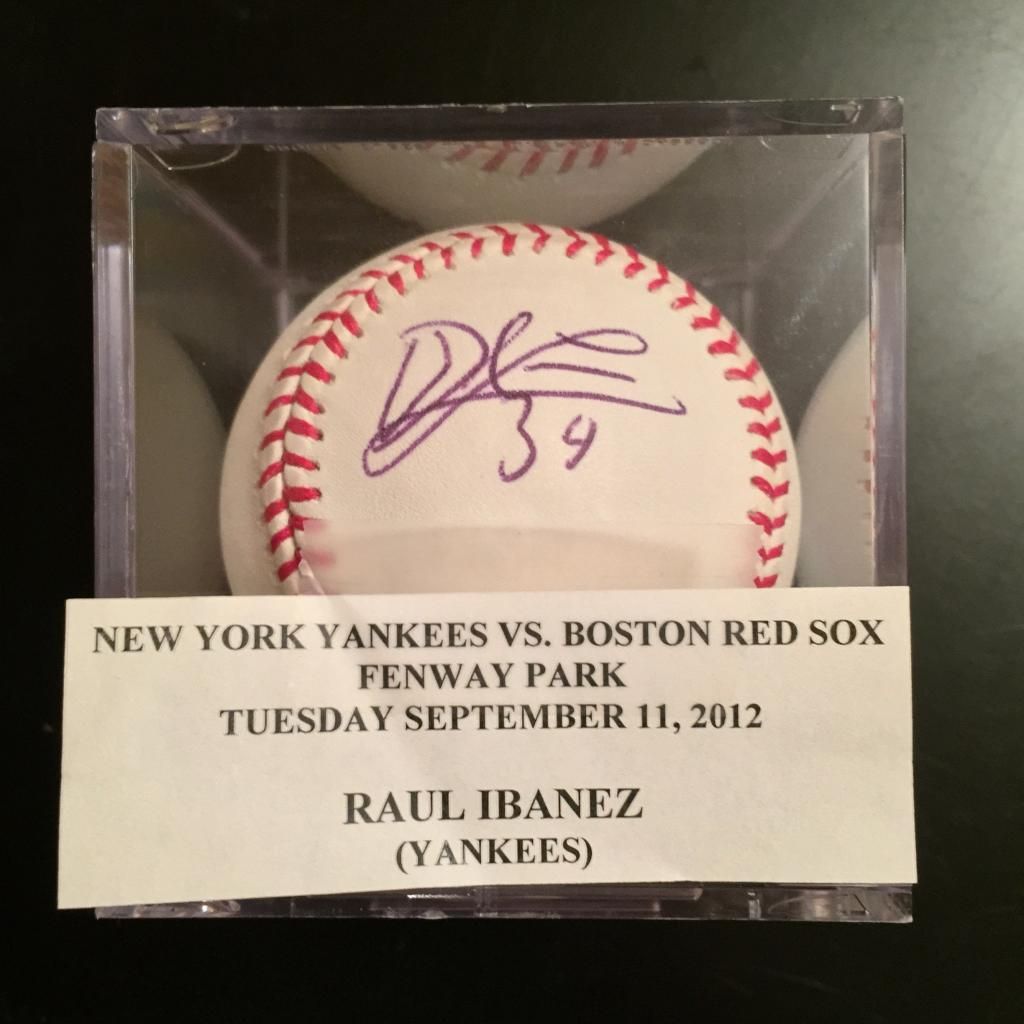 34
NEW YORK YANKEES VS. BOSTON RED SOX
FENWAY PARK
TUESDAY SEPTEMBER 11, 2012
RAUL IBANEZ
(YANKEES)